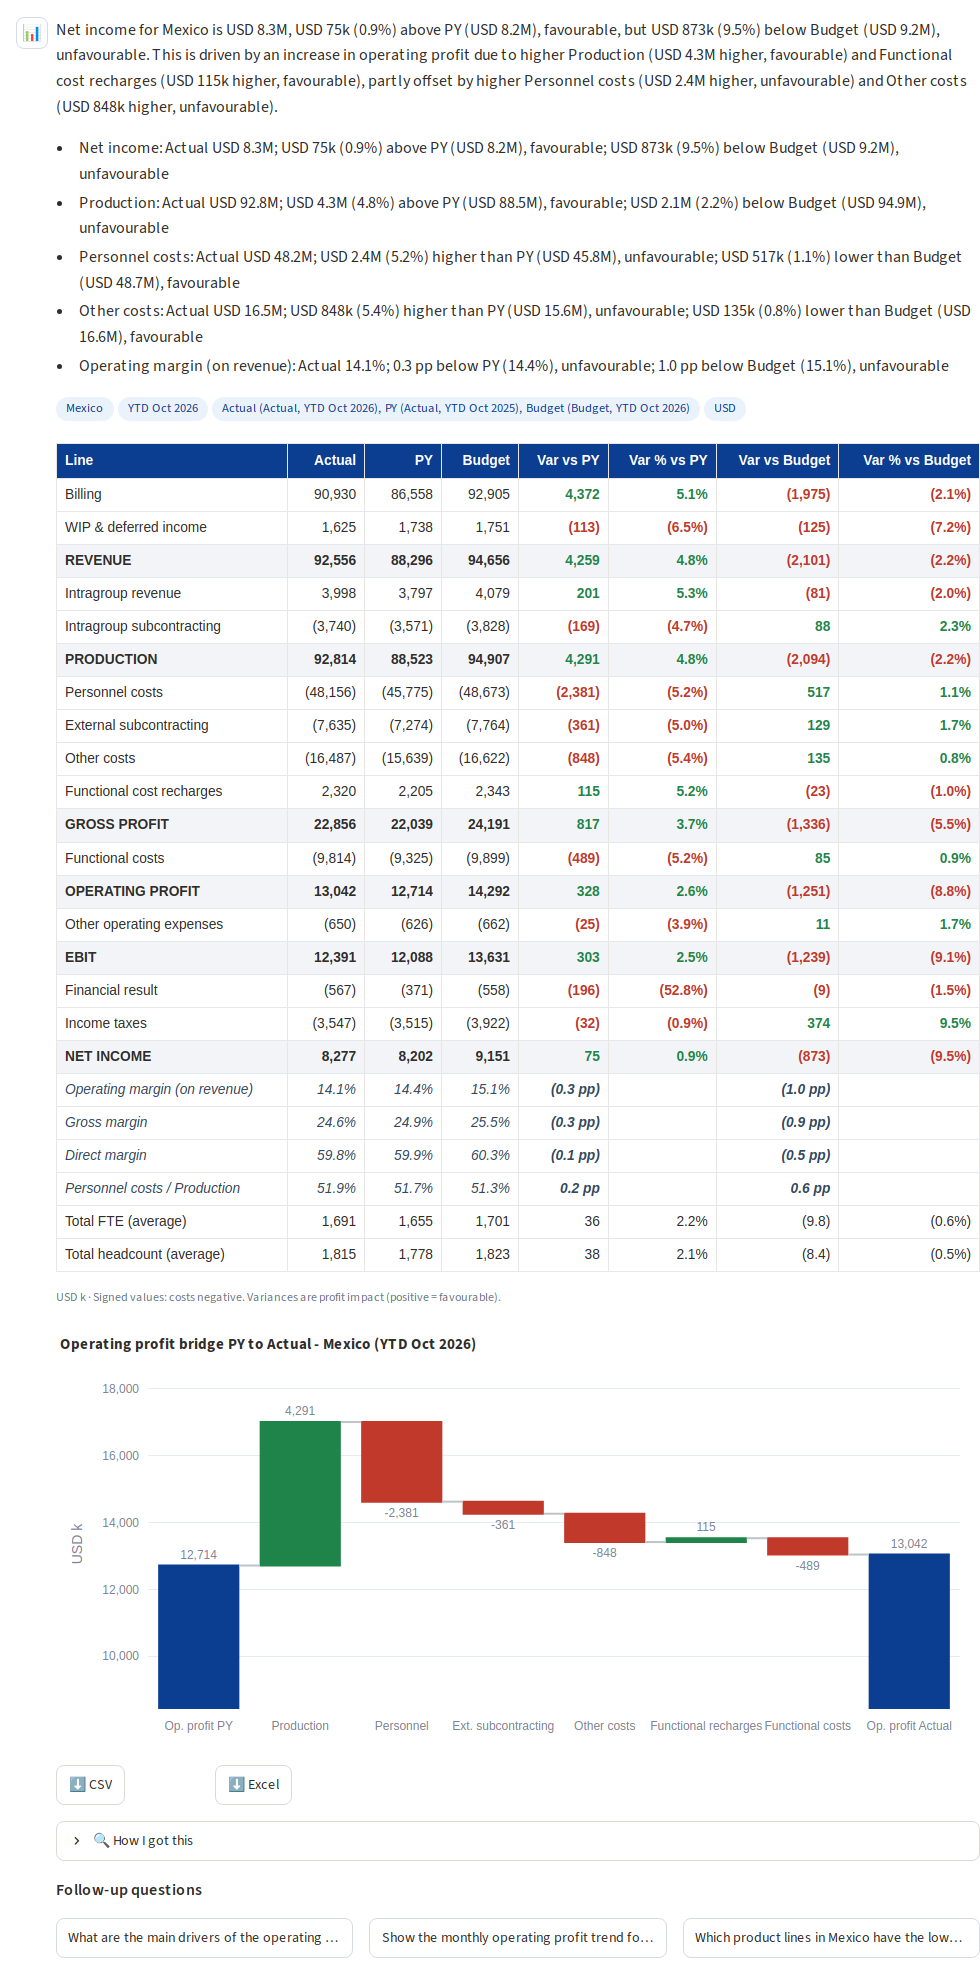 Net income for Mexico is USD 8.3M, USD 75k (0.9%) above PY (USD 8.2M), favourable, but USD 873k (9.5%) below Budget (USD 9.2M),
unfavourable. This is driven by an increase in operating profit due to higher Production (USD 4.3M higher, favourable) and Functional
cost recharges (USD 115k higher, favourable), partly offset by higher Personnel costs (USD 2.4M higher, unfavourable) and Other costs
(USD 848k higher, unfavourable).
• Net income: Actual USD 8.3M; USD 75k (0.9%) above PY (USD 8.2M), favourable; USD 873k (9.5%) below Budget (USD 9.2M),
unfavourable
• Production: Actual USD 92.8M; USD 4.3M (4.8%) above PY (USD 88.5M), favourable; USD 2.1M (2.2%) below Budget (USD 94.9M),
unfavourable
• Personnel costs: Actual USD 48.2M; USD 2.4M (5.2%) higher than PY (USD 45.8M), unfavourable; USD 517k (1.1%) lower than Budget
(USD 48.7M), favourable
• Other costs: Actual USD 16.5M; USD 848k (5.4%) higher than PY (USD 15.6M), unfavourable; USD 135k (0.8%) lower than Budget (USD
16.6M), favourable
• Operating margin (on revenue): Actual 14.1%; 0.3 pp below PY (14.4%), unfavourable; 1.0 pp below Budget (15.1%), unfavourable
Mexico YTD Oct 2026 Actual (Actual, YTD Oct 2026), PY (Actual, YTD Oct 2025), Budget (Budget, YTD Oct 2026) USD
Line Actual PY Budget Var vs PY Var % vs PY Var vs Budget Var % vs Budget
Billing 90,930 86,558 92,905 4,372 5.1% (1,975) (2.1%)
WIP & deferred income 1,625 1,738 1,751 (113) (6.5%) (125) (7.2%)
REVENUE 92,556 88,296 94,656 4,259 4.8% (2,101) (2.2%)
Intragroup revenue 3,998 3,797 4,079 201 5.3% (81) (2.0%)
Intragroup subcontracting (3,740) (3,571) (3,828) (169) (4.7%) 88 2.3%
PRODUCTION 92,814 88,523 94,907 4,291 4.8% (2,094) (2.2%)
Personnel costs (48,156) (45,775) (48,673) (2,381) (5.2%) 517 1.1%
External subcontracting (7,635) (7,274) (7,764) (361) (5.0%) 129 1.7%
Other costs (16,487) (15,639) (16,622) (848) (5.4%) 135 0.8%
Functional cost recharges 2,320 2,205 2,343 115 5.2% (23) (1.0%)
GROSS PROFIT 22,856 22,039 24,191 817 3.7% (1,336) (5.5%)
Functional costs (9,814) (9,325) (9,899) (489) (5.2%) 85 0.9%
OPERATING PROFIT 13,042 12,714 14,292 328 2.6% (1,251) (8.8%)
Other operating expenses (650) (626) (662) (25) (3.9%) 11 1.7%
EBIT 12,391 12,088 13,631 303 2.5% (1,239) (9.1%)
Financial result (567) (371) (558) (196) (52.8%) (9) (1.5%)
Income taxes (3,547) (3,515) (3,922) (32) (0.9%) 374 9.5%
NET INCOME 8,277 8,202 9,151 75 0.9% (873) (9.5%)
Operating margin (on revenue) 14.1% 14.4% 15.1% (0.3 pp) (1.0 pp)
Gross margin 24.6% 24.9% 25.5% (0.3 pp) (0.9 pp)
Direct margin 59.8% 59.9% 60.3% (0.1 pp) (0.5 pp)
Personnel costs / Production 51.9% 51.7% 51.3% 0.2 pp 0.6 pp
Total FTE (average) 1,691 1,655 1,701 36 2.2% (9.8) (0.6%)
Total headcount (average) 1,815 1,778 1,823 38 2.1% (8.4) (0.5%)
USD k · Signed values: costs negative. Variances are profit impact (positive = favourable).
Operating profit bridge PY to Actual - Mexico (YTD Oct 2026)
USD k
18,000
16,000
14,000
12,000
10,000
12,714 4,291 -2,381 -361 -848 115 -489 13,042
Op. profit PY Production Personnel Ext. subcontracting Other costs Functional recharges Functional costs Op. profit Actual
⬇️ CSV ⬇️ Excel
🔍 How I got this
Follow-up questions
What are the main drivers of the operating … Show the monthly operating profit trend fo… Which product lines in Mexico have the low…